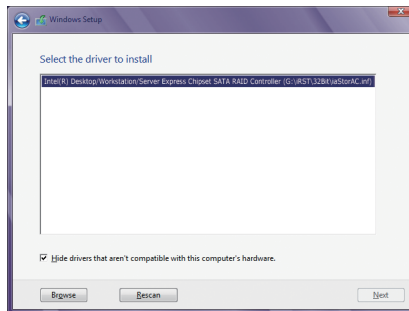 Windows Setup
Select the driver to install
Intel(R) Desktop/Workstation/Server Express Chipset SATA RAID Controller (G:\iRST\32Bit\iaStorAC.inf)
Hide drivers that aren't compatible with this computer's hardware.
Browse
Rescan
Next